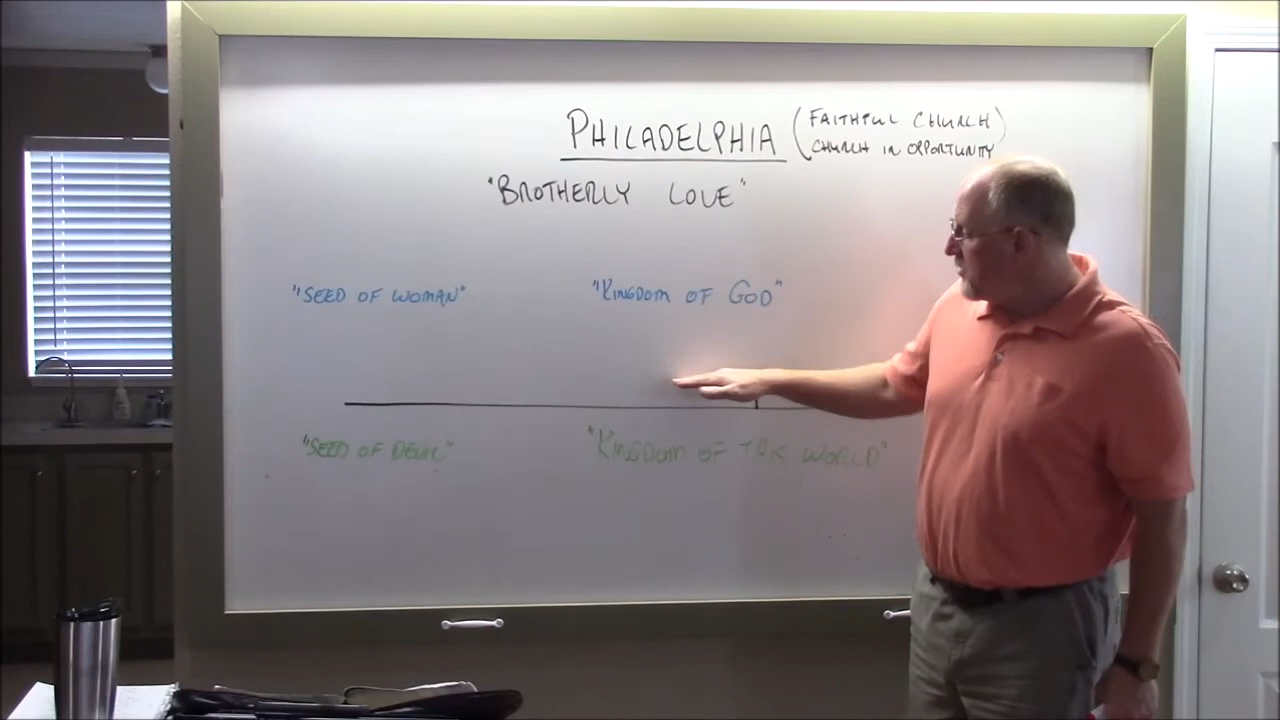 PHILADELPHIA
(FAITHFUL CHURCH)
CHURCH IN OPPORTUNITY
"BROTHERLY LOVE"
"SEED OF WOMAN"
"KINGDOM OF GOD"
"SEED OF DEVIL"
"KINGDOM OF THE WORLD"